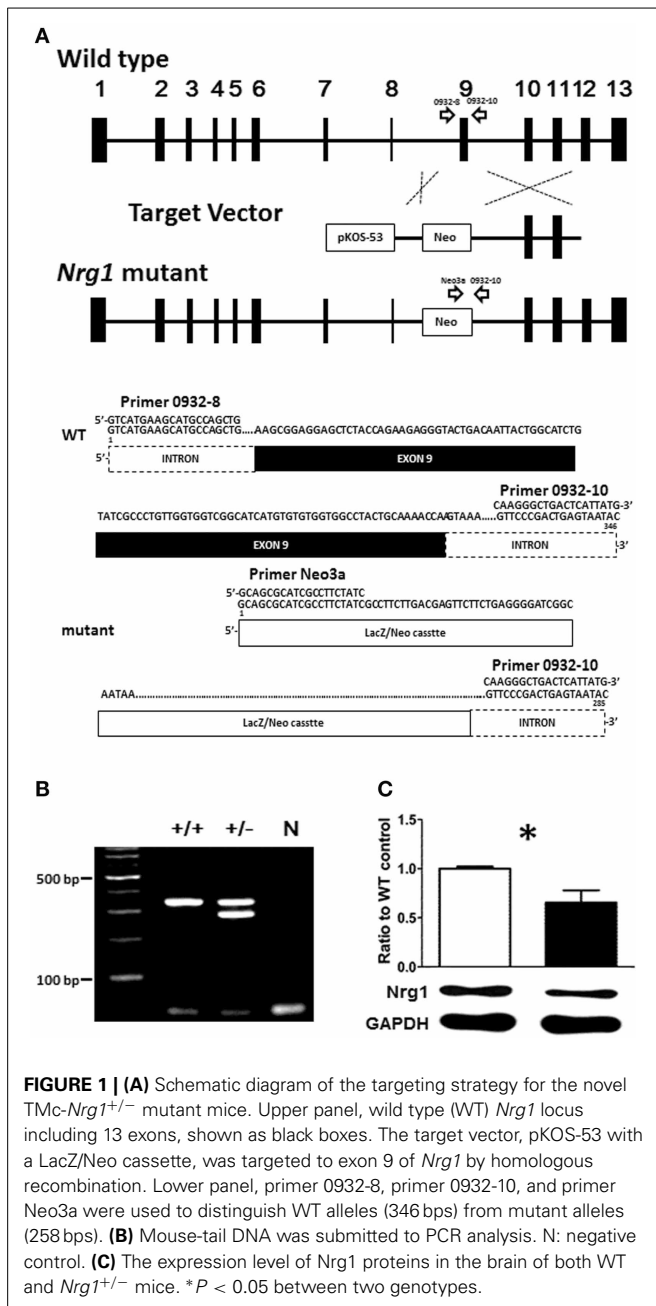 A
Wild type
1 2 3 4 5 6 7 8 9 10 11 12 13
0932-8 0932-10
Target Vector
pKOS-53 Neo
Nrg1 mutant
Neo3a 0932-10
Neo
Primer 0932-8
5'-GTCATGAAGCATGCCAGCTG
WT GTCATGAAGCATGCCAGCTG....AAGCGGAGGAGCTCTACCAGAAGAGGGTACTGACAATTACTGGCATCTG
1
5'- INTRON EXON 9
Primer 0932-10
CAAGGGCTGACTCATTATG-3'
TATCGCCCTGTTGGTGGTCGGCATCATGTGTGTGGTGGCCTACTGCAAAACCAAGTAAA.....GTTCCCGACTGAGTAATAC
346
EXON 9 INTRON -3'
Primer Neo3a
5'-GCAGCGCATCGCCTTCTATC
GCAGCGCATCGCCTTCTATCGCCTTCTTGACGAGTTCTTCTGAGGGGATCGGC
1
mutant 5'- LacZ/Neo casstte
Primer 0932-10
CAAGGGCTGACTCATTATG-3'
AATAA.....GTTCCCGACTGAGTAATAC
285
LacZ/Neo casstte INTRON -3'
B
+/+ +/- N
500 bp
100 bp
C
Ratio to WT control
1.5
1.0
0.5
0.0
*
Nrg1
GAPDH
FIGURE 1 | (A) Schematic diagram of the targeting strategy for the novel
TMc-Nrg1+/− mutant mice. Upper panel, wild type (WT) Nrg1 locus
including 13 exons, shown as black boxes. The target vector, pKOS-53 with
a LacZ/Neo cassette, was targeted to exon 9 of Nrg1 by homologous
recombination. Lower panel, primer 0932-8, primer 0932-10, and primer
Neo3a were used to distinguish WT alleles (346 bps) from mutant alleles
(258 bps). (B) Mouse-tail DNA was submitted to PCR analysis. N: negative
control. (C) The expression level of Nrg1 proteins in the brain of both WT
and Nrg1+/− mice. *P < 0.05 between two genotypes.